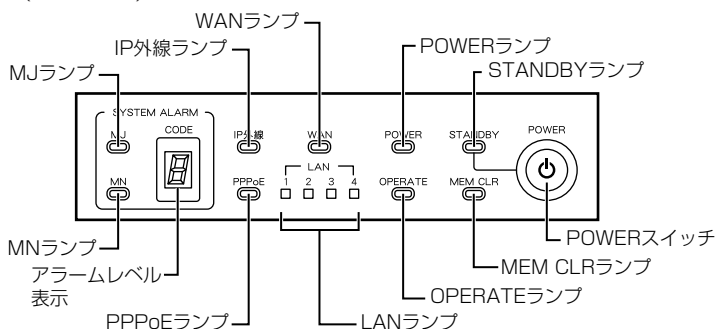 WANランプ
IP外線ランプ
POWERランプ
MJランプ
STANDBYランプ
SYSTEM ALARM
MJ
CODE
IP外線
WAN
POWER
STANDBY
POWER
LAN
MN
8
PPPoE
1 2 3 4
OPERATE
MEM CLR
MNランプ
POWERスイッチ
アラームレベル
表示
MEM CLRランプ
OPERATEランプ
PPPoEランプ
LANランプ